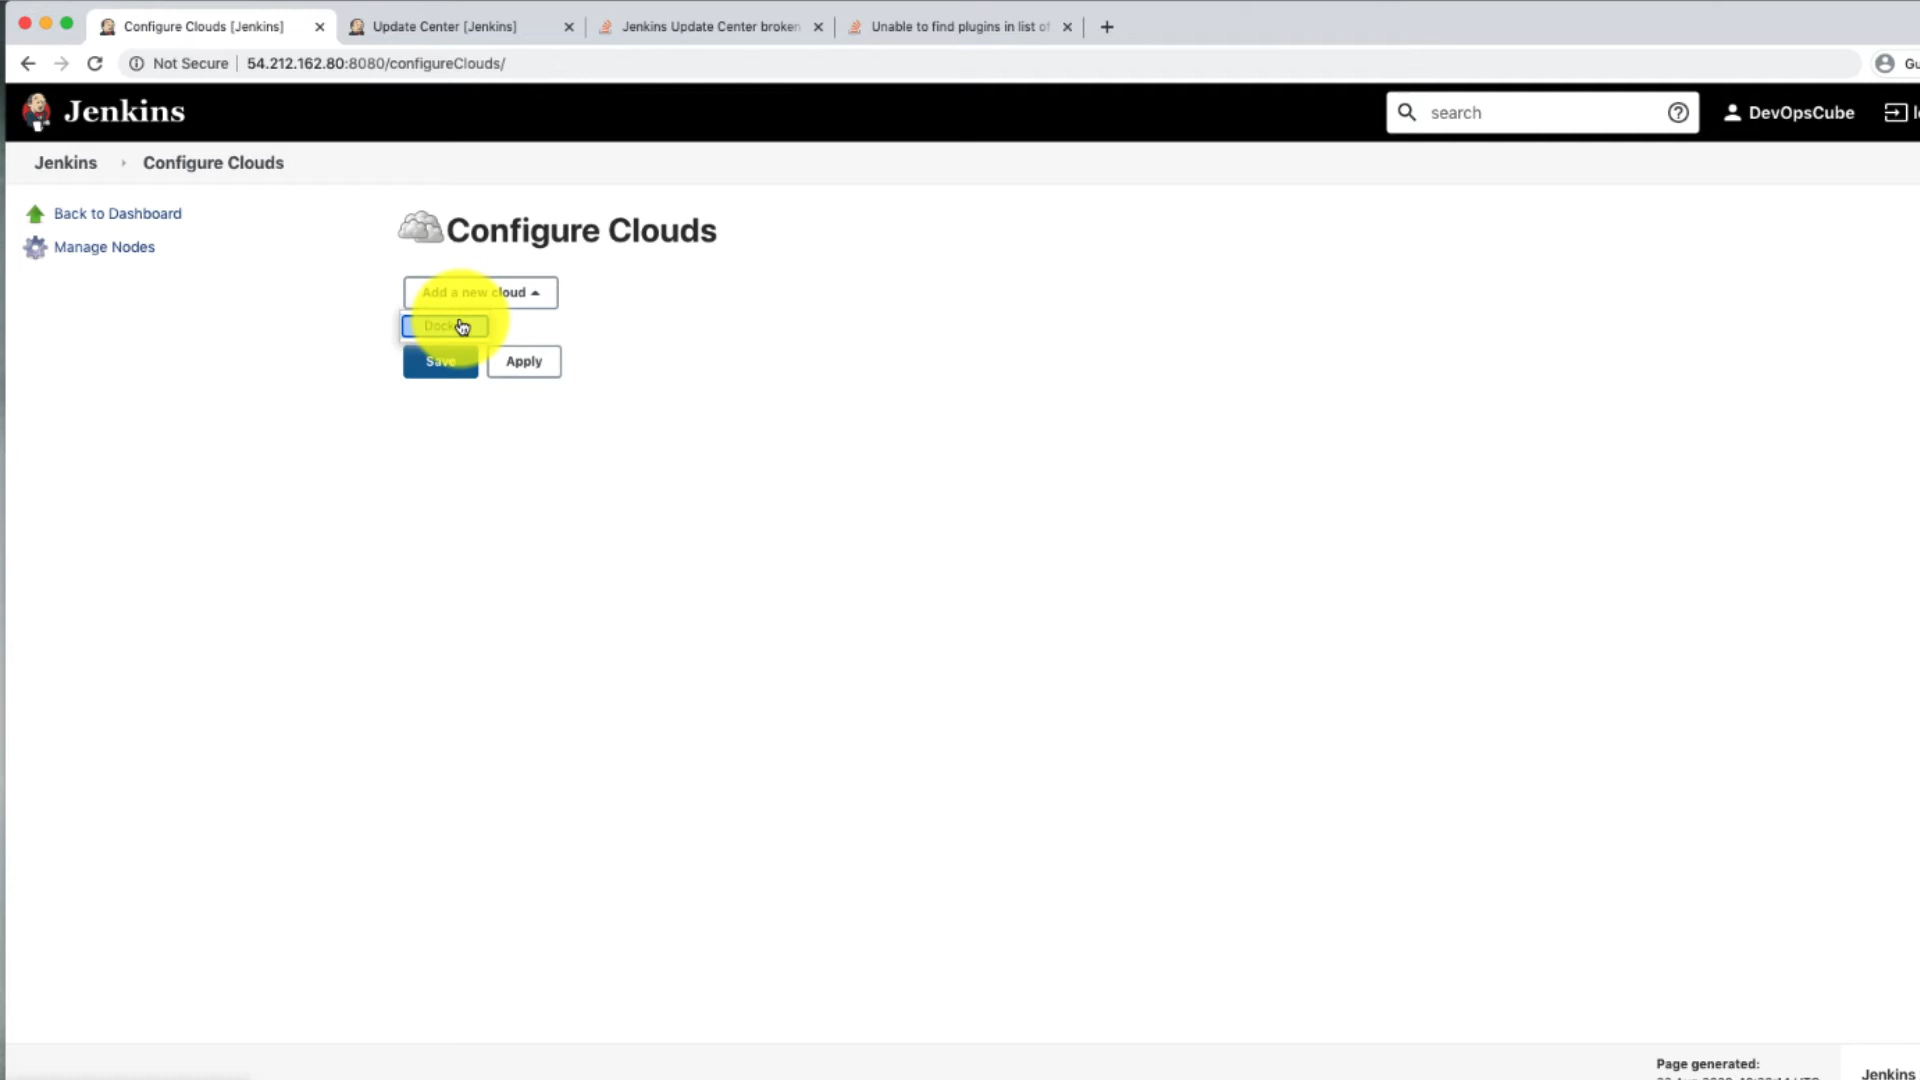 Configure Clouds [Jenkins]
Update Center [Jenkins]
Jenkins Update Center broken
Unable to find plugins in list of
Not Secure
54.212.162.80:8080/configureClouds/
Jenkins
search
DevOpsCube
Jenkins
Configure Clouds
Back to Dashboard
Manage Nodes
Configure Clouds
Add a new cloud
Save
Apply
Page generated:
Jenkins